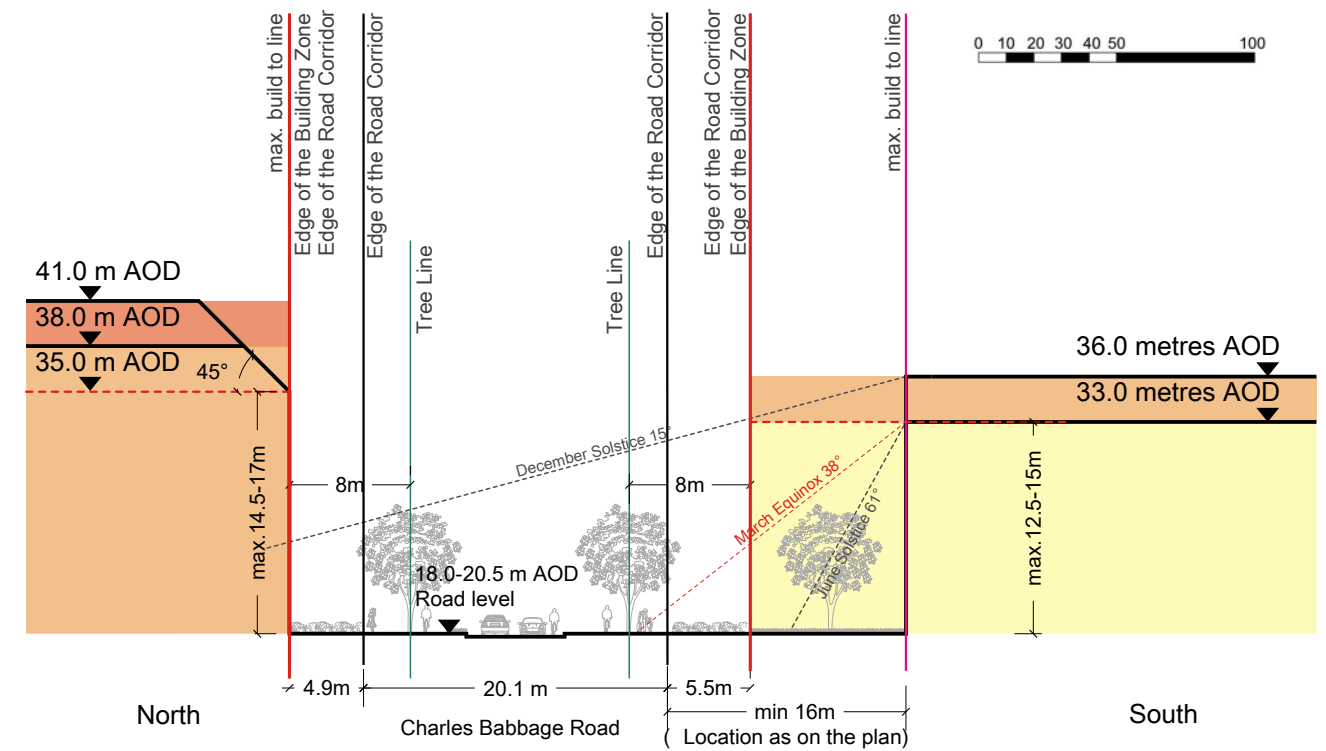 max. build to line
Edge of the Building Zone
Edge of the Road Corridor
Edge of the Road Corridor
Tree Line
Tree Line
Edge of the Road Corridor
Edge of the Road Corridor
Edge of the Building Zone
max. build to line
0 10 20 30 40 50 100
41.0 m AOD
38.0 m AOD
35.0 m AOD
45°
36.0 metres AOD
33.0 metres AOD
December Solstice 15°
March Equinox 38°
June Solstice 61°
8m
8m
max.14.5-17m
max.12.5-15m
18.0-20.5 m AOD
Road level
4.9m
20.1 m
5.5m
min 16m
( Location as on the plan)
North
Charles Babbage Road
South